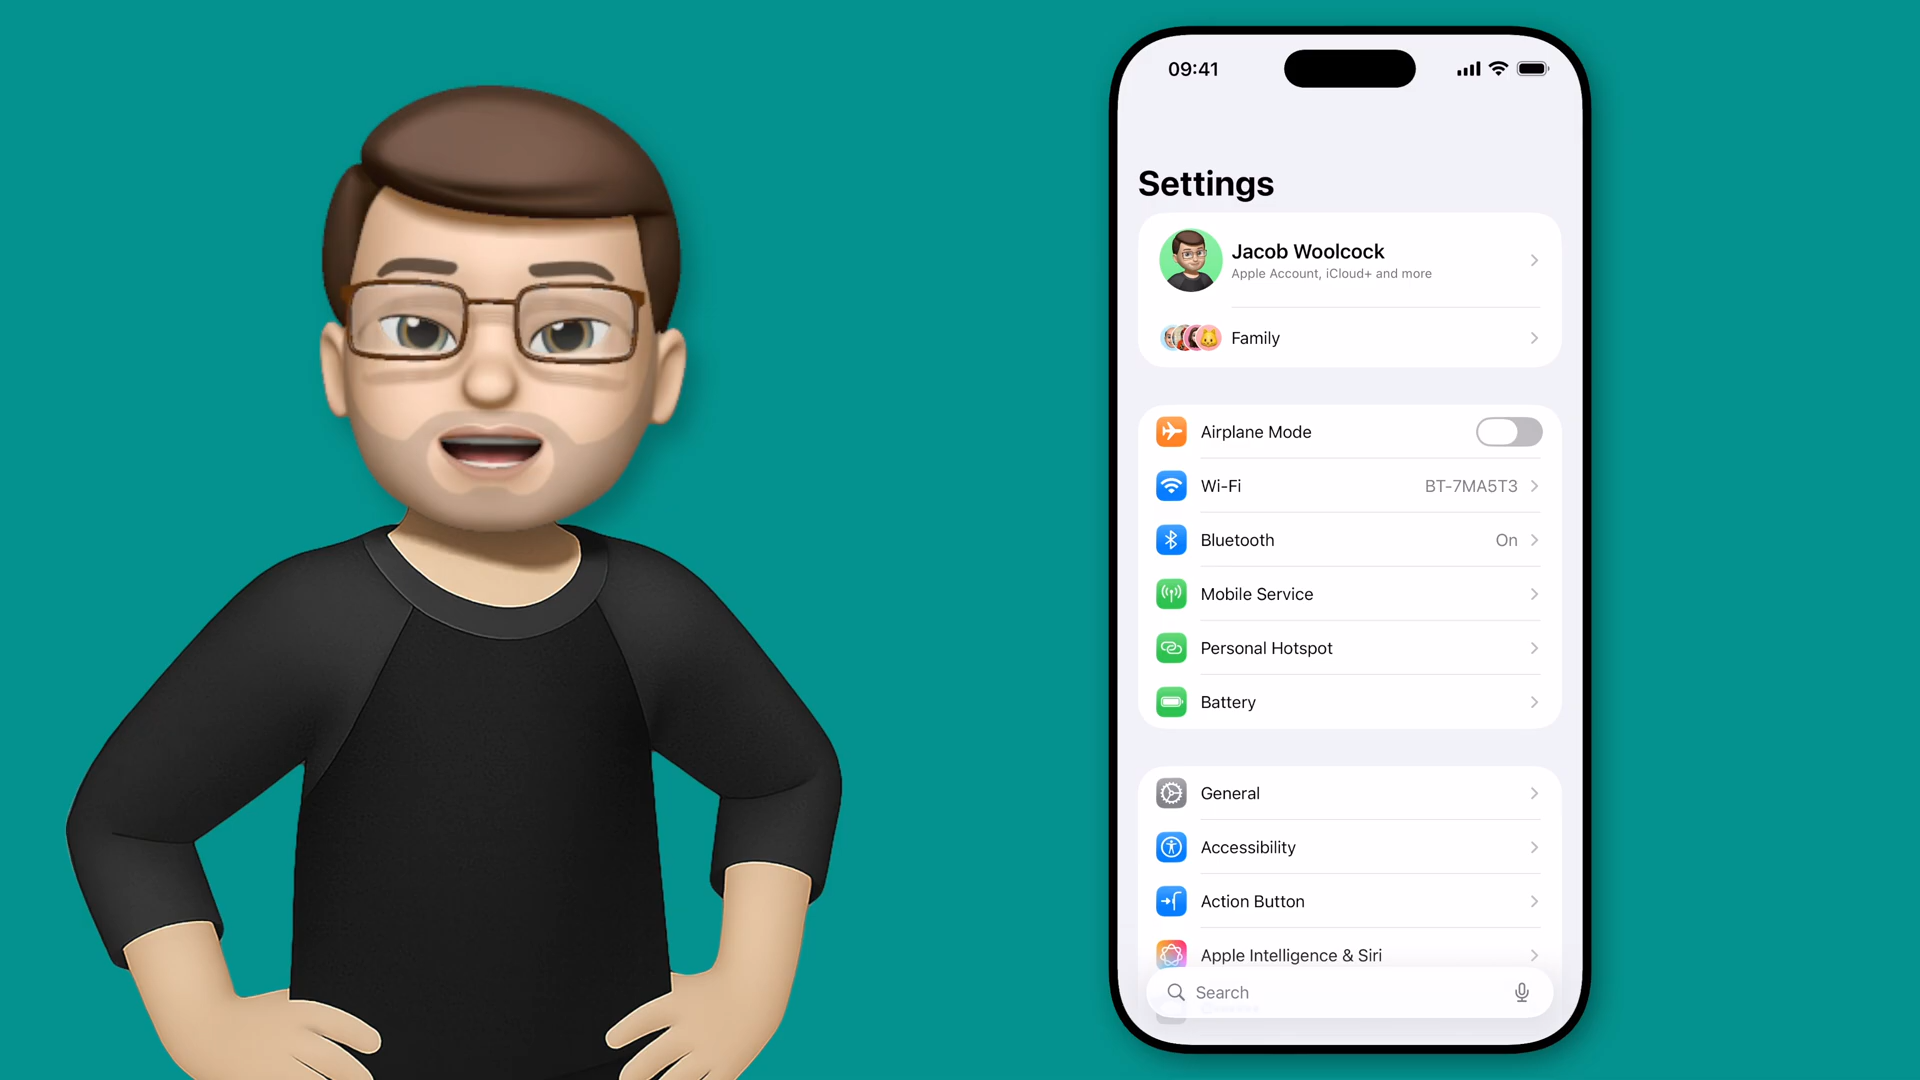 09:41
Settings
Jacob Woolcock
Apple Account, iCloud+ and more
Family
Airplane Mode
Wi-Fi BT-7MA5T3
Bluetooth On
Mobile Service
Personal Hotspot
Battery
General
Accessibility
Action Button
Apple Intelligence & Siri
Search